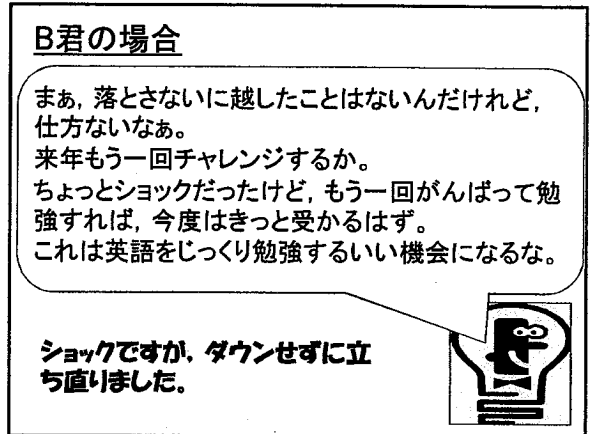 B君の場合
まぁ，落とさないに越したことはないんだけれど，
仕方ないなぁ。
来年もう一回チャレンジするか。
ちょっとショックだったけど，もう一回がんばって勉
強すれば，今度はきっと受かるはず。
これは英語をじっくり勉強するいい機会になるな。
ショックですが，ダウンせずに立
ち直りました。